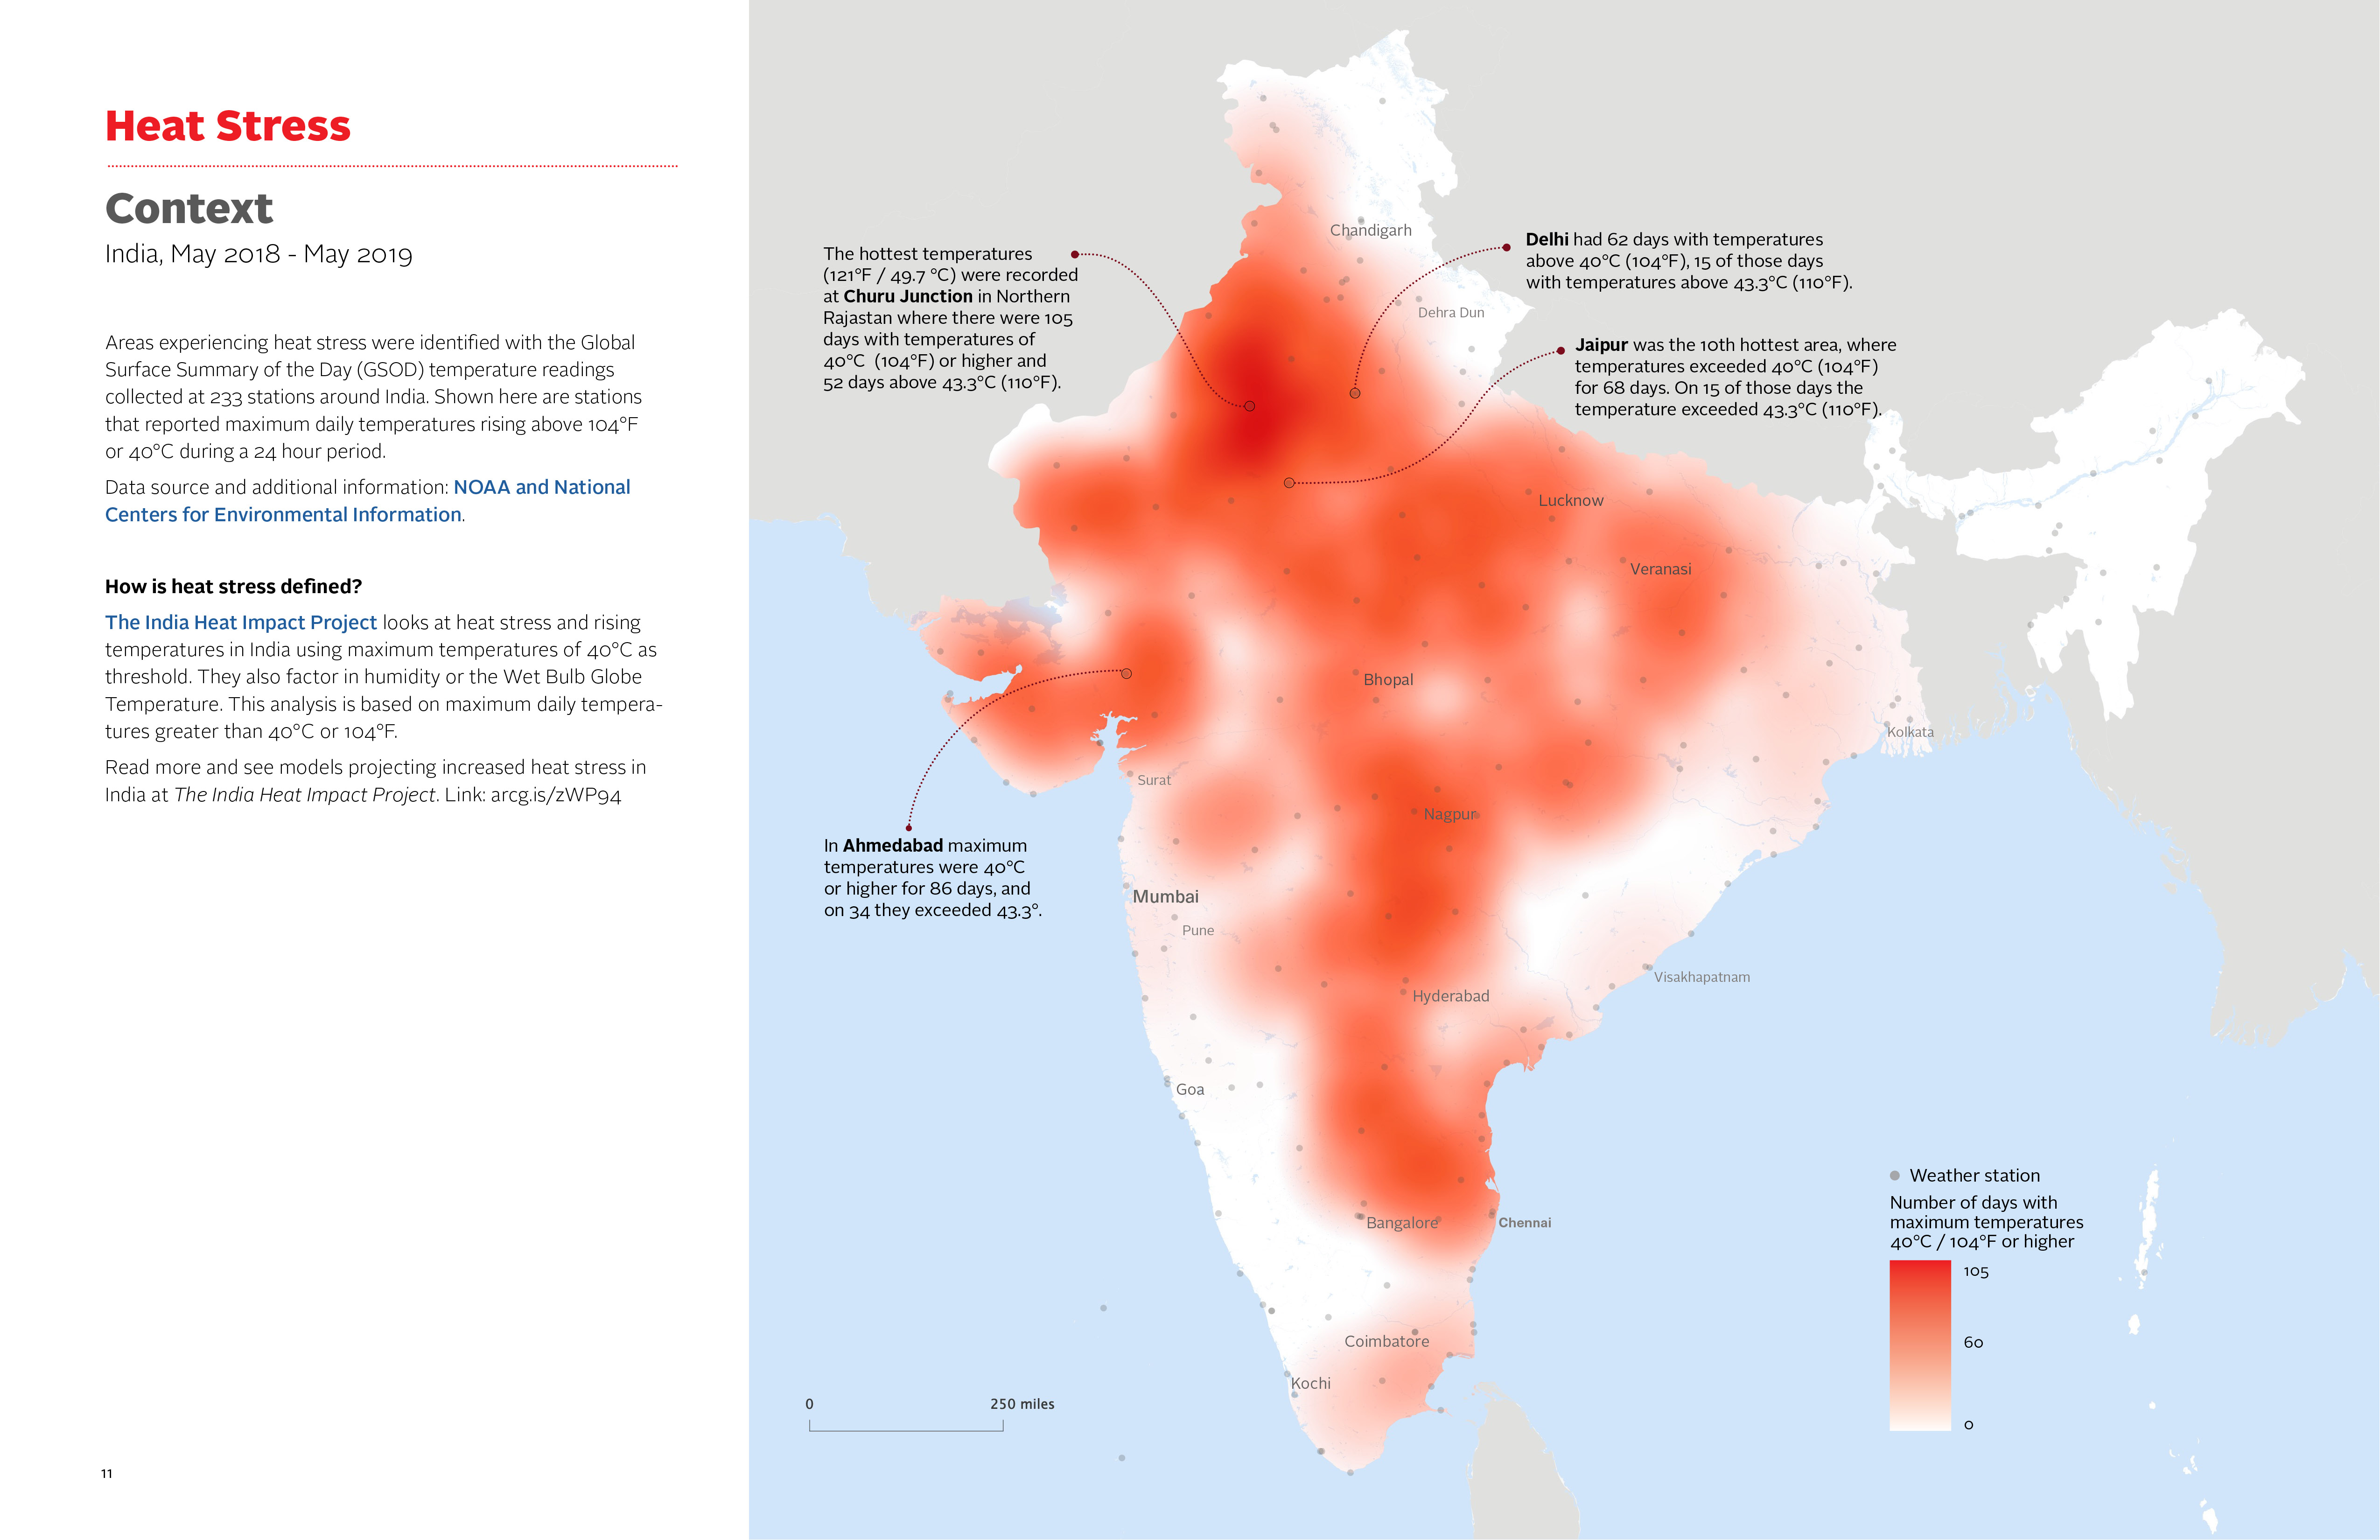 Heat Stress
Context
India, May 2018 - May 2019
Areas experiencing heat stress were identified with the Global
Surface Summary of the Day (GSOD) temperature readings
collected at 233 stations around India. Shown here are stations
that reported maximum daily temperatures rising above 104°F
or 40°C during a 24 hour period.
Data source and additional information: NOAA and National
Centers for Environmental Information.
How is heat stress defined?
The India Heat Impact Project looks at heat stress and rising
temperatures in India using maximum temperatures of 40°C as
threshold. They also factor in humidity or the Wet Bulb Globe
Temperature. This analysis is based on maximum daily tempera-
tures greater than 40°C or 104°F.
Read more and see models projecting increased heat stress in
India at The India Heat Impact Project. Link: arcg.is/zWP94
11
The hottest temperatures
(121°F / 49.7 °C) were recorded
at Churu Junction in Northern
Rajastan where there were 105
days with temperatures of
40°C (104°F) or higher and
52 days above 43.3°C (110°F).
Delhi had 62 days with temperatures
above 40°C (104°F), 15 of those days
with temperatures above 43.3°C (110°F).
Jaipur was the 10th hottest area, where
temperatures exceeded 40°C (104°F)
for 68 days. On 15 of those days the
temperature exceeded 43.3°C (110°F).
In Ahmedabad maximum
temperatures were 40°C
or higher for 86 days, and
on 34 they exceeded 43.3°.
Chandigarh
Dehra Dun
Lucknow
Veranasi
Bhopal
Kolkata
Surat
Nagpur
Mumbai
Pune
Visakhapatnam
Hyderabad
Goa
Bangalore
Chennai
Coimbatore
Kochi
0
250 miles
Weather station
Number of days with
maximum temperatures
40°C / 104°F or higher
105
60
0